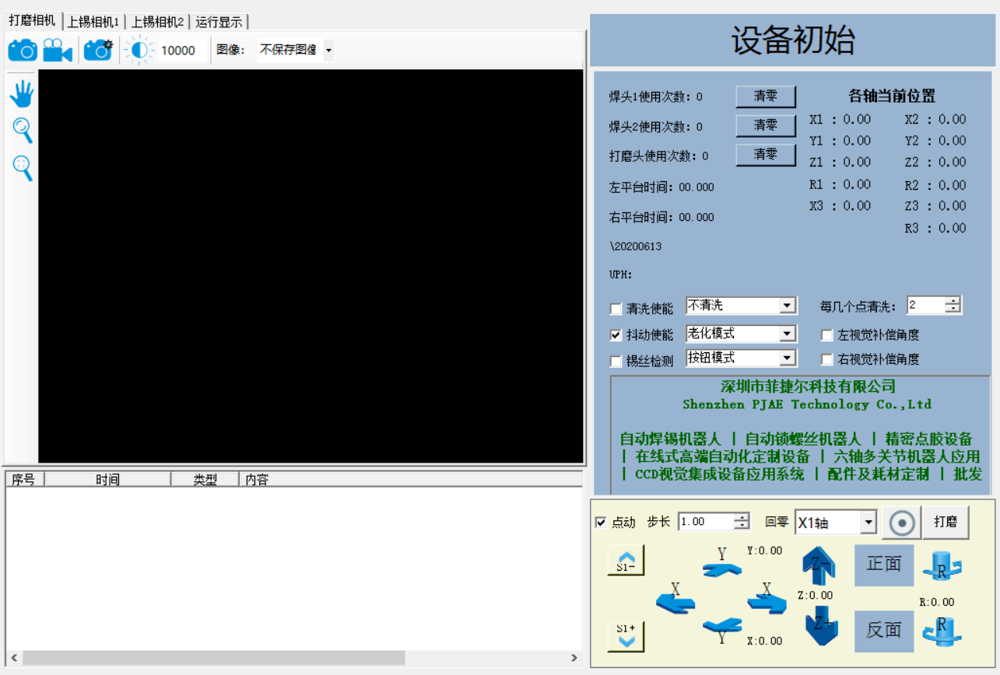 打磨相机 上锡相机1 上锡相机2 运行显示
10000 图像: 不保存图像
设备初始
焊头1使用次数: 0 清零
焊头2使用次数: 0 清零
打磨头使用次数: 0 清零
左平台时间: 00.000
右平台时间: 00.000
\20200613
UPH:
各轴当前位置
X1 : 0.00 X2 : 0.00
Y1 : 0.00 Y2 : 0.00
Z1 : 0.00 Z2 : 0.00
R1 : 0.00 R2 : 0.00
X3 : 0.00 Z3 : 0.00
R3 : 0.00
清洗使能 不清洗 每几个点清洗: 2
抖动使能 老化模式 左视觉补偿角度
锡丝检测 按钮模式 右视觉补偿角度
深圳市菲捷尔科技有限公司
Shenzhen PJAE Technology Co.,Ltd
自动焊锡机器人 | 自动锁螺丝机器人 | 精密点胶设备
| 在线式高端自动化定制设备 | 六轴多关节机器人应用
| CCD视觉集成设备应用系统 | 配件及耗材定制 | 批发
序号 时间 类型 内容
点动 步长 1.00 回零 X1轴 打磨
S1- Y Y:0.00 Z- 正面 R
X X Z:0.00 R:0.00
S1+ Y X:0.00 Z+ 反面 R